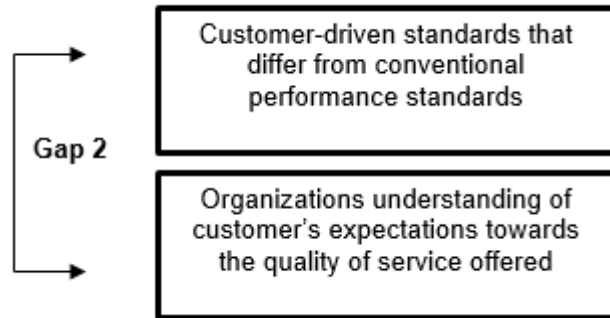 Customer-driven standards that
differ from conventional
performance standards
Gap 2
Organizations understanding of
customer's expectations towards
the quality of service offered